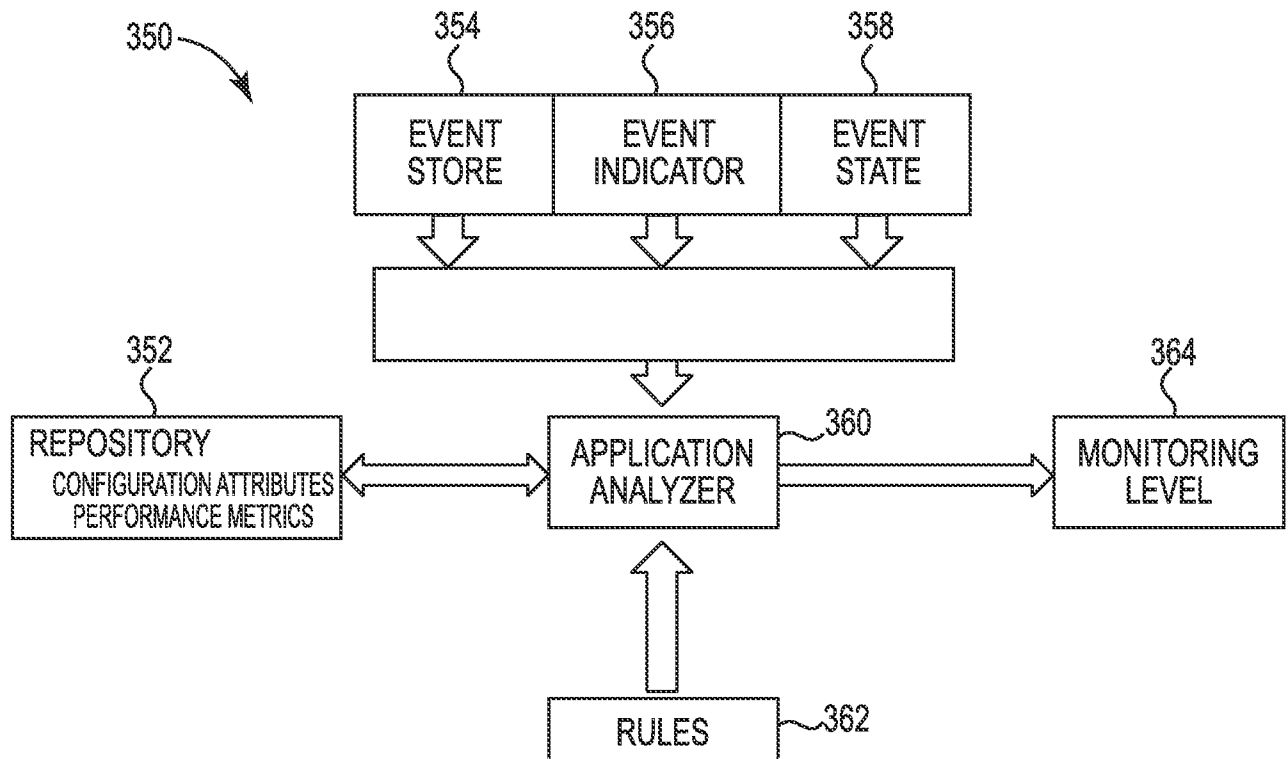 350
354
356
358
EVENT
STORE
EVENT
INDICATOR
EVENT
STATE
352
REPOSITORY
CONFIGURATION ATTRIBUTES
PERFORMANCE METRICS
APPLICATION
ANALYZER
360
364
MONITORING
LEVEL
RULES
362